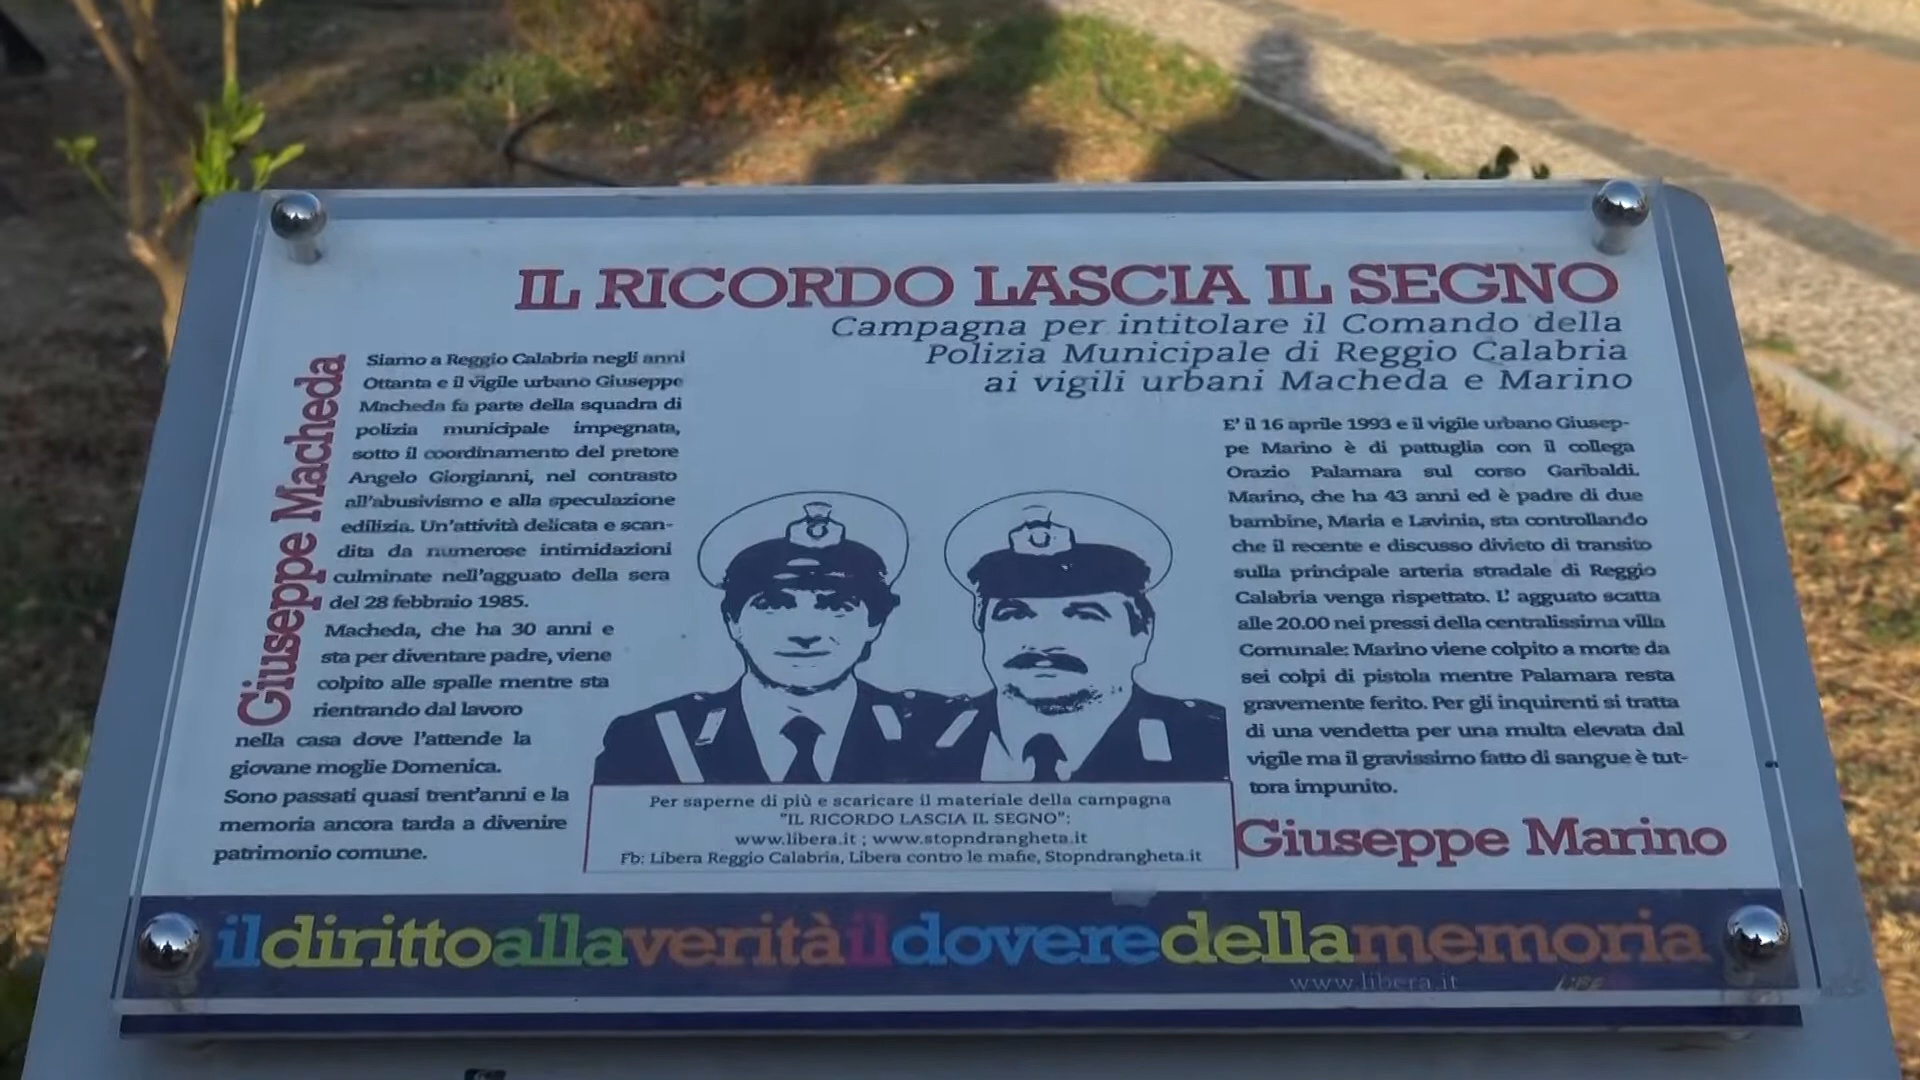 IL RICORDO LASCIA IL SEGNO
Campagna per intitolare il Comando della
Polizia Municipale di Reggio Calabria
ai vigili urbani Macheda e Marino
Giuseppe Macheda
Siamo a Reggio Calabria negli anni
Ottanta e il vigile urbano Giuseppe
Macheda fa parte della squadra di
polizia municipale impegnata,
sotto il coordinamento del pretore
Angelo Giorgianni, nel contrasto
all'abusivismo e alla speculazione
edilizia. Un'attività delicata e scan-
dita da numerose intimidazioni
culminate nell'agguato della sera
del 28 febbraio 1985.
Macheda, che ha 30 anni e
sta per diventare padre, viene
colpito alle spalle mentre sta
rientrando dal lavoro
nella casa dove l'attende la
giovane moglie Domenica.
Sono passati quasi trent'anni e la
memoria ancora tarda a divenire
patrimonio comune.
E' il 16 aprile 1993 e il vigile urbano Giusep-
pe Marino è di pattuglia con il collega
Orazio Palamara sul corso Garibaldi.
Marino, che ha 43 anni ed è padre di due
bambine, Maria e Lavinia, sta controllando
che il recente e discusso divieto di transito
sulla principale arteria stradale di Reggio
Calabria venga rispettato. L' agguato scatta
alle 20.00 nei pressi della centralissima villa
Comunale: Marino viene colpito a morte da
sei colpi di pistola mentre Palamara resta
gravemente ferito. Per gli inquirenti si tratta
di una vendetta per una multa elevata dal
vigile ma il gravissimo fatto di sangue è tut-
tora impunito.
Giuseppe Marino
Per saperne di più e scaricare il materiale della campagna
"IL RICORDO LASCIA IL SEGNO":
www.libera.it ; www.stopndrangheta.it
Fb: Libera Reggio Calabria, Libera contro le mafie, Stopndrangheta.it
ildirittoallaveritàildoveredellamemoria
www.libera.it